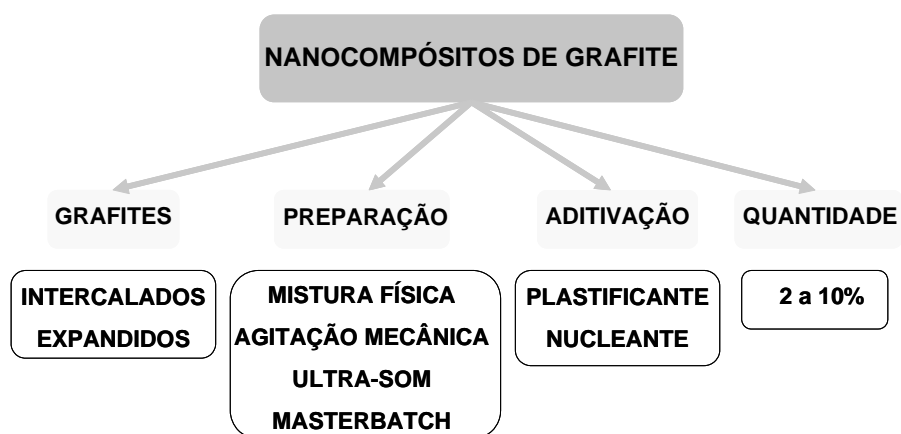 NANOCOMPÓSITOS DE GRAFITE
GRAFITES
PREPARAÇÃO
ADITIVAÇÃO
QUANTIDADE
INTERCALADOS
EXPANDIDOS
MISTURA FÍSICA
AGITAÇÃO MECÂNICA
ULTRA-SOM
MASTERBATCH
PLASTIFICANTE
NUCLEANTE
2 a 10%